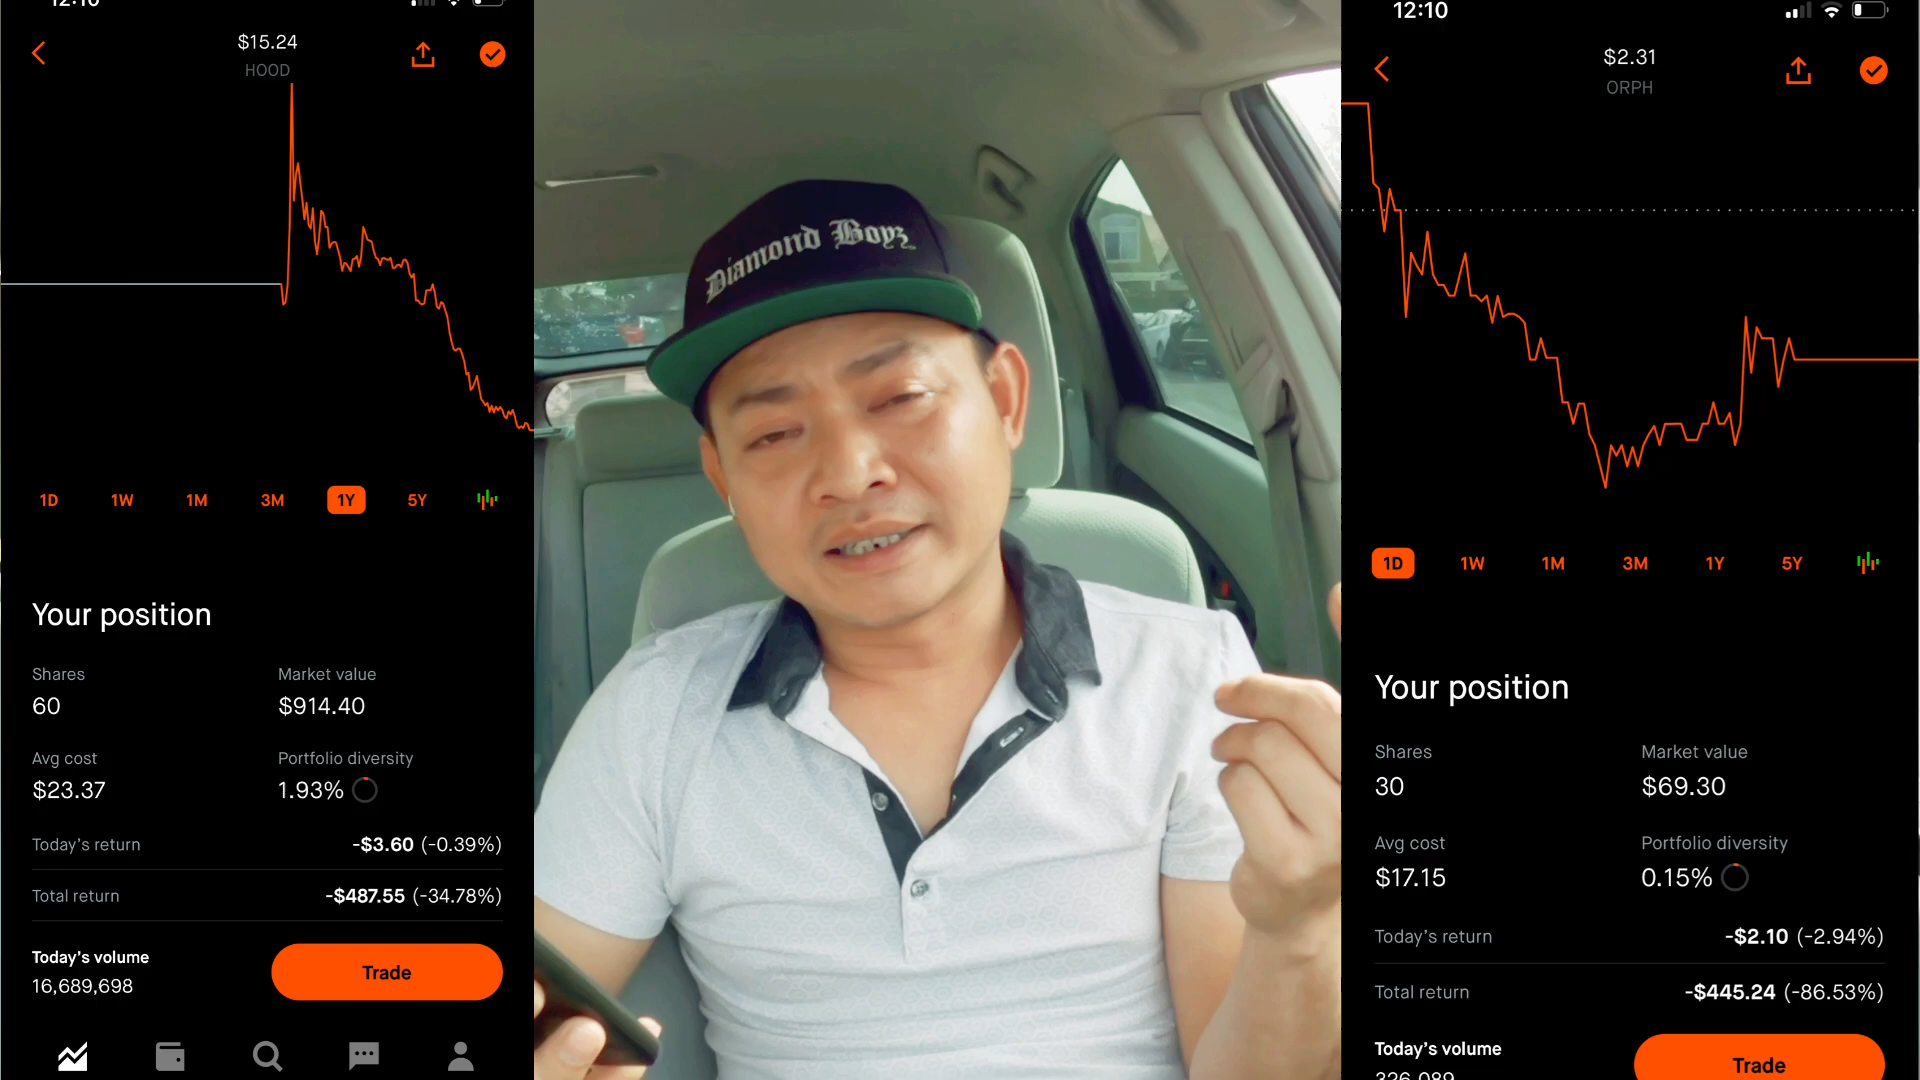 12:10
$15.24
HOOD
1D 1W 1M 3M 1Y 5Y
Your position
Shares Market value
60 $914.40
Avg cost Portfolio diversity
$23.37 1.93%
Today's return -$3.60 (-0.39%)
Total return -$487.55 (-34.78%)
Today's volume
16,689,698
Trade
Diamond Boyz
12:10
$2.31
ORPH
1D 1W 1M 3M 1Y 5Y
Your position
Shares Market value
30 $69.30
Avg cost Portfolio diversity
$17.15 0.15%
Today's return -$2.10 (-2.94%)
Total return -$445.24 (-86.53%)
Today's volume
326,089
Trade